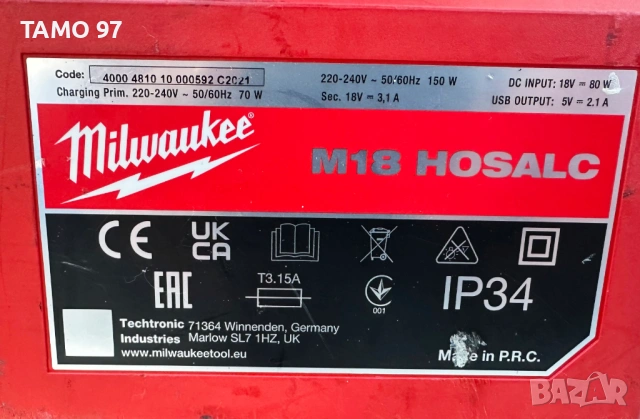 TAMO 97
Code: 4000 4810 10 000592 C2021
220-240V ~ 50/60Hz 150 W
DC INPUT: 18V ⎓ 80W
Charging Prim. 220-240V ~ 50/60Hz 70 W
Sec. 18V ⎓ 3,1 A
USB OUTPUT: 5V ⎓ 2.1 A
Milwaukee
M18 HOSALC
CE UK CA
EAC T3.15A 001 IP34
Techtronic Industries
71364 Winnenden, Germany
Marlow SL7 1HZ, UK
www.milwaukeetool.eu
Made in P.R.C.
BAZAR.bg